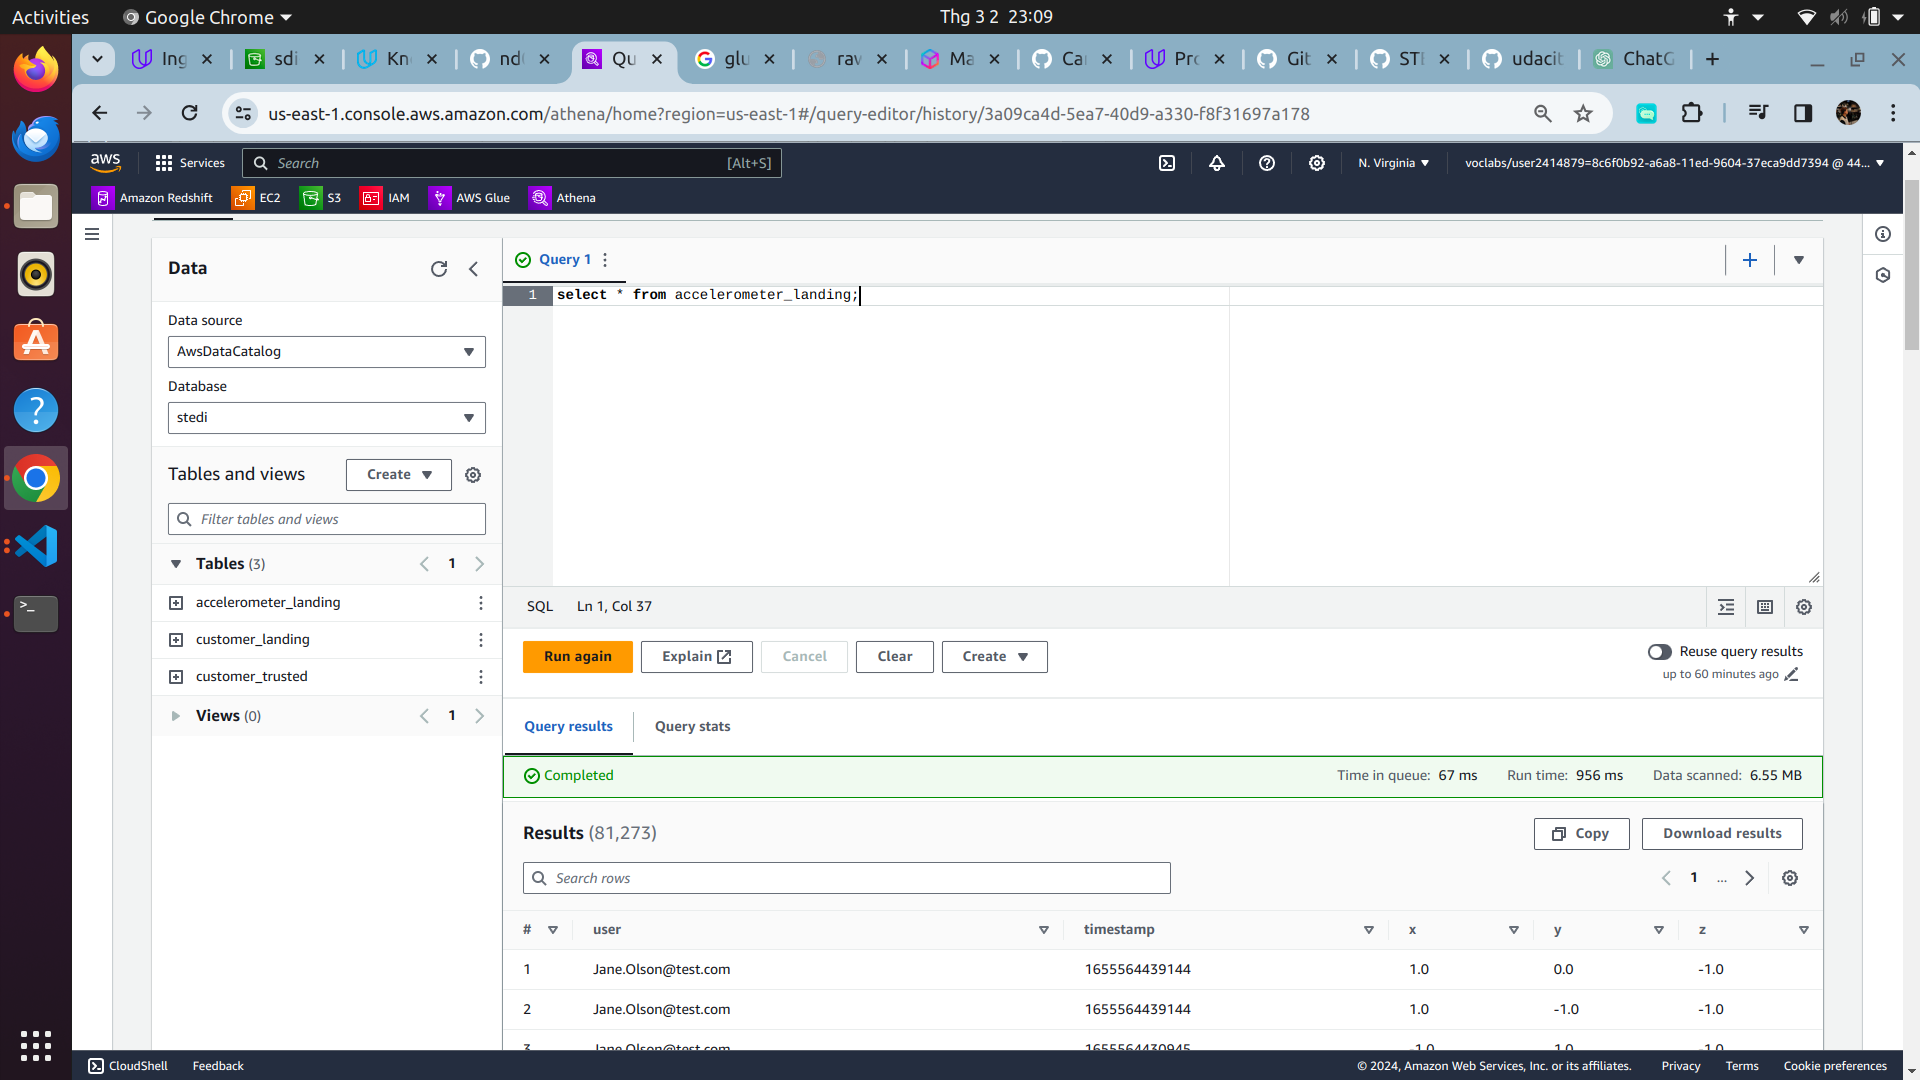 Activities
Google Chrome
Thg 3 2 23:09
Ing
sdi
Kn
nd
Qu
glu
rav
Ma
Ca
Pro
Git
STE
udacit
ChatG
us-east-1.console.aws.amazon.com/athena/home?region=us-east-1#/query-editor/history/3a09ca4d-5ea7-40d9-a330-f8f31697a178
aws
Services
Search
[Alt+S]
N. Virginia
voclabs/user2414879=8c6f0b92-a6a8-11ed-9604-37eca9dd7394 @ 44...
Amazon Redshift
EC2
S3
IAM
AWS Glue
Athena
Data
Data source
AwsDataCatalog
Database
stedi
Tables and views
Create
Filter tables and views
Tables (3)
1
accelerometer_landing
customer_landing
customer_trusted
Views (0)
1
Query 1
1
select * from accelerometer_landing;
SQL
Ln 1, Col 37
Run again
Explain
Cancel
Clear
Create
Reuse query results
up to 60 minutes ago
Query results
Query stats
Completed
Time in queue: 67 ms
Run time: 956 ms
Data scanned: 6.55 MB
Results (81,273)
Copy
Download results
Search rows
1 ...
# user timestamp x y z
1 Jane.Olson@test.com 1655564439144 1.0 0.0 -1.0
2 Jane.Olson@test.com 1655564439144 1.0 -1.0 -1.0
3 Jane.Olson@test.com 1655564430945 -1.0 1.0 -1.0
CloudShell
Feedback
© 2024, Amazon Web Services, Inc. or its affiliates.
Privacy
Terms
Cookie preferences